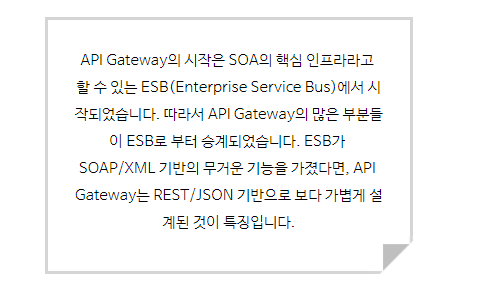 API Gateway의 시작은 SOA의 핵심 인프라라고
할 수 있는 ESB(Enterprise Service Bus)에서 시
작되었습니다. 따라서 API Gateway의 많은 부분들
이 ESB로 부터 승계되었습니다. ESB가
SOAP/XML 기반의 무거운 기능을 가졌다면, API
Gateway는 REST/JSON 기반으로 보다 가볍게 설
계된 것이 특징입니다.